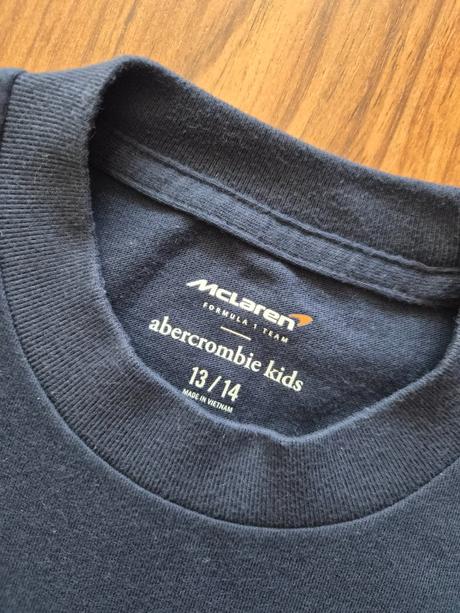 McLaren
FORMULA 1 TEAM
abercrombie kids
13 / 14
MADE IN VIETNAM